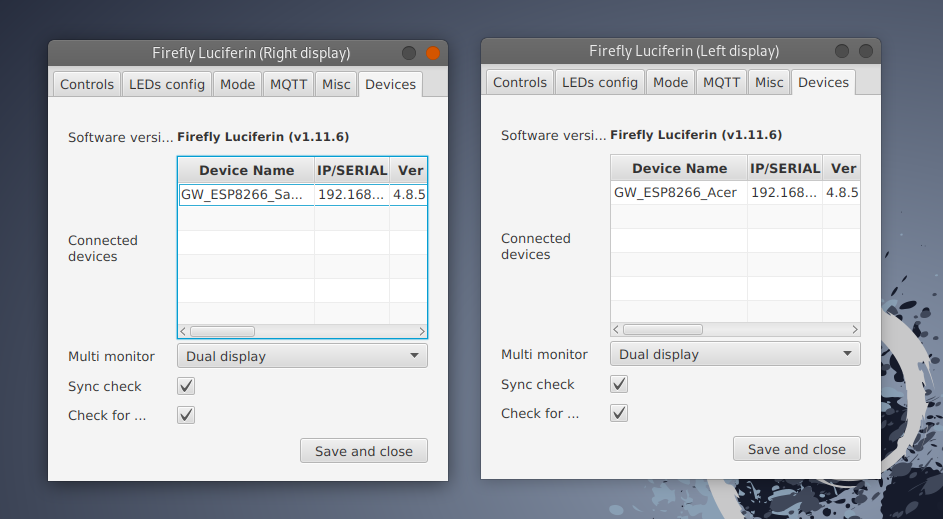 Firefly Luciferin (Right display)
Controls LEDs config Mode MQTT Misc Devices
Software versi... Firefly Luciferin (v1.11.6)
Device Name IP/SERIAL Ver
GW_ESP8266_Sa... 192.168... 4.8.5
Connected
devices
Multi monitor Dual display
Sync check
Check for ...
Save and close
Firefly Luciferin (Left display)
Controls LEDs config Mode MQTT Misc Devices
Software versi... Firefly Luciferin (v1.11.6)
Device Name IP/SERIAL Ver
GW_ESP8266_Acer 192.168... 4.8.5
Connected
devices
Multi monitor Dual display
Sync check
Check for ...
Save and close